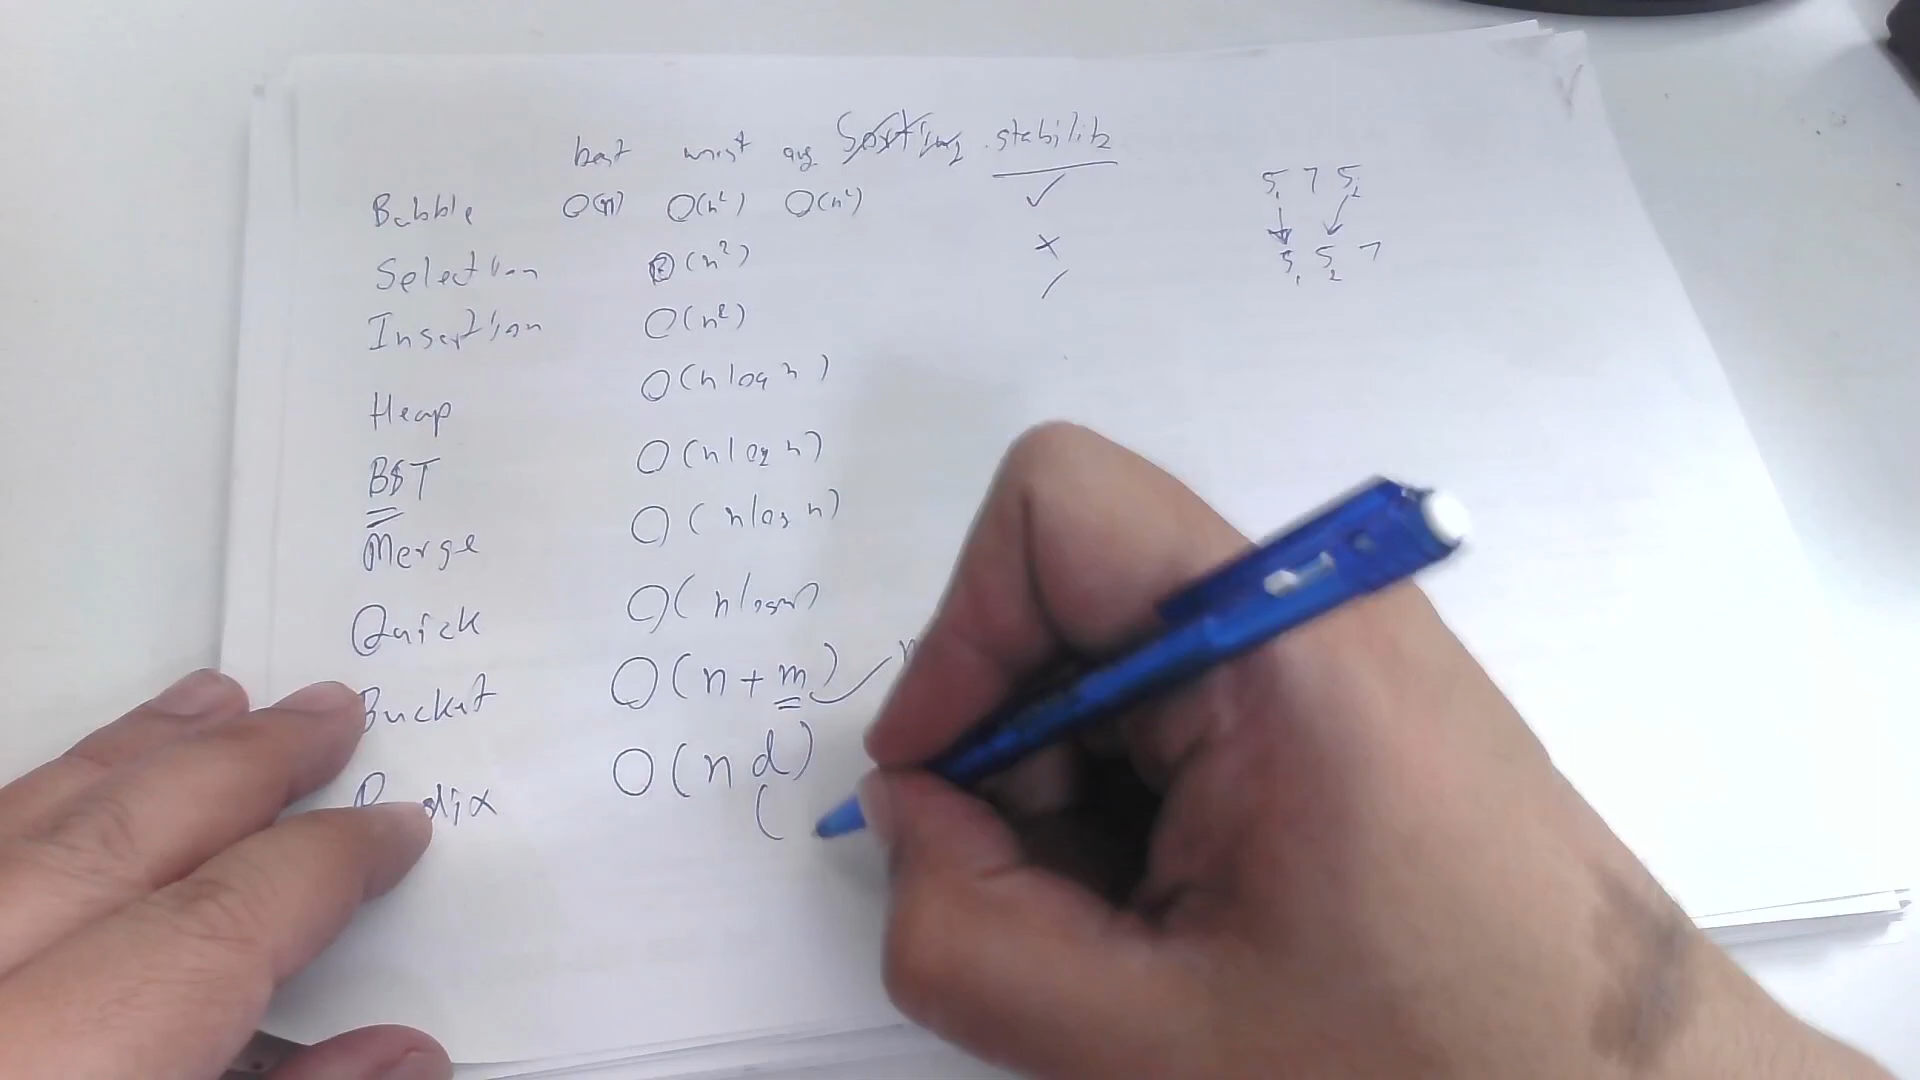 best worst avg. Sorting stability
Bubble O(n) O(n²) O(n²) ✓
Selection O(n²) ×
Insertion O(n²) /
Heap O(n log n)
BST O(n log n)
Merge O(n log n)
Quick O(n log n)
Bucket O(n + m)
Radix O(n d)
(
5₁ 7 5₂
5₁ 5₂ 7